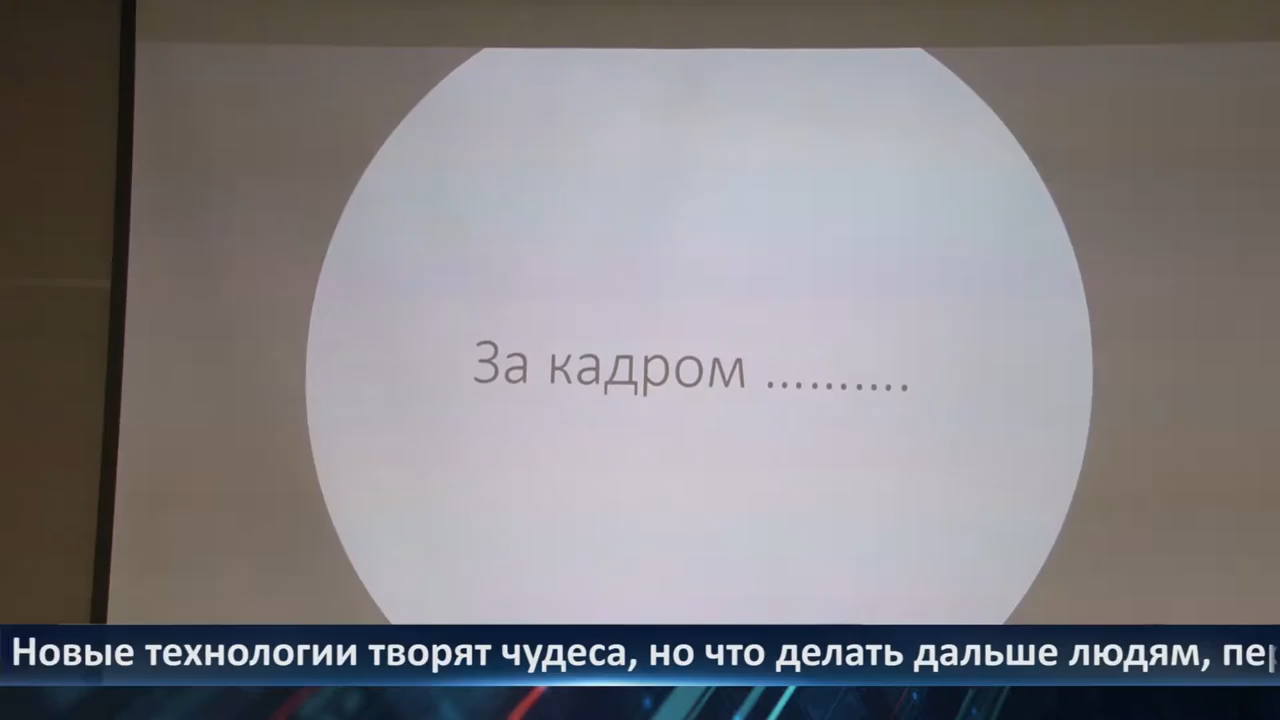 За кадром ..........
Новые технологии творят чудеса, но что делать дальше людям,